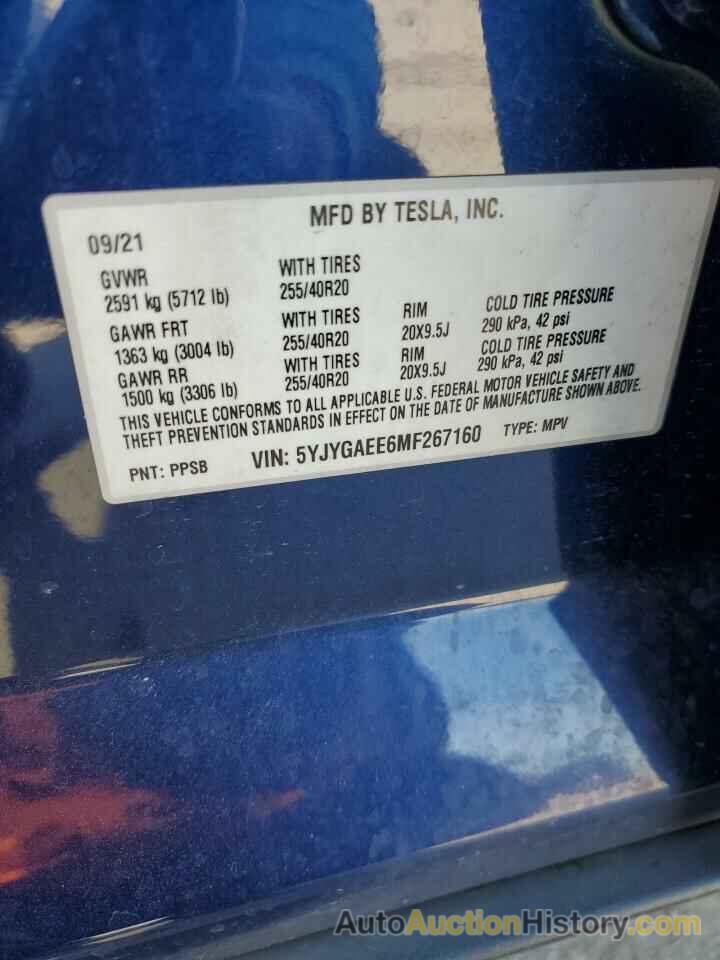 MFD BY TESLA, INC.
09/21
GVWR WITH TIRES
2591 kg (5712 lb) 255/40R20
GAWR FRT WITH TIRES RIM COLD TIRE PRESSURE
1363 kg (3004 lb) 255/40R20 20X9.5J 290 kPa, 42 psi
GAWR RR WITH TIRES RIM COLD TIRE PRESSURE
1500 kg (3306 lb) 255/40R20 20X9.5J 290 kPa, 42 psi
THIS VEHICLE CONFORMS TO ALL APPLICABLE U.S. FEDERAL MOTOR VEHICLE SAFETY AND
THEFT PREVENTION STANDARDS IN EFFECT ON THE DATE OF MANUFACTURE SHOWN ABOVE.
PNT: PPSB VIN: 5YJYGAEE6MF267160 TYPE: MPV
AutoAuctionHistory.com